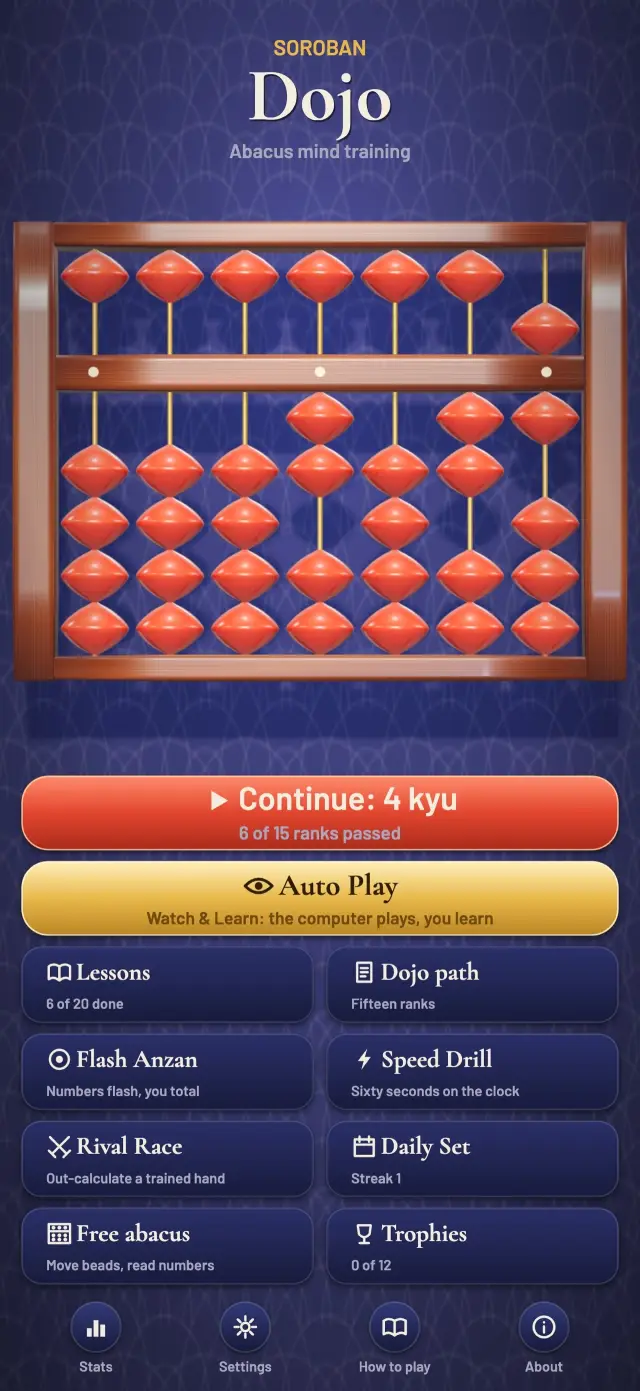 SOROBAN
Dojo
Abacus mind training
Continue: 4 kyu
6 of 15 ranks passed
Auto Play
Watch & Learn: the computer plays, you learn
Lessons
6 of 20 done
Dojo path
Fifteen ranks
Flash Anzan
Numbers flash, you total
Speed Drill
Sixty seconds on the clock
Rival Race
Out-calculate a trained hand
Daily Set
Streak 1
Free abacus
Move beads, read numbers
Trophies
0 of 12
Stats
Settings
How to play
About